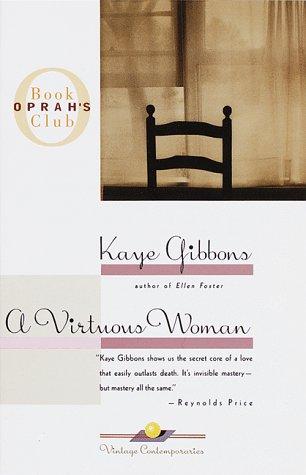 Book
OPRAH'S
Club
Kaye Gibbons
author of Ellen Foster
A Virtuous Woman
"Kaye Gibbons shows us the secret core of a love
that easily outlasts death. It's invisible mastery—
but mastery all the same."
— Reynolds Price
Vintage Contemporaries